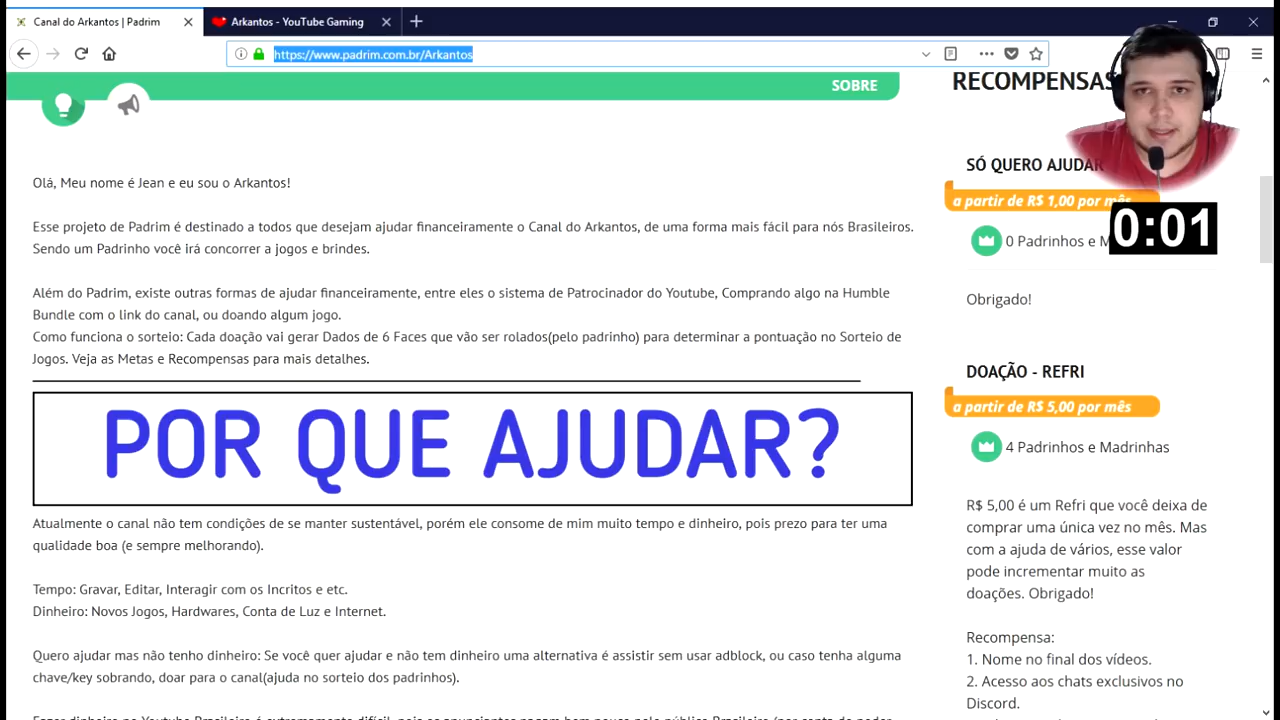 Canal do Arkantos | Padrim
Arkantos - YouTube Gaming
https://www.padrim.com.br/Arkantos
SOBRE
Olá, Meu nome é Jean e eu sou o Arkantos!
Esse projeto de Padrim é destinado a todos que desejam ajudar financeiramente o Canal do Arkantos, de uma forma mais fácil para nós Brasileiros.
Sendo um Padrinho você irá concorrer a jogos e brindes.
Além do Padrim, existe outras formas de ajudar financeiramente, entre eles o sistema de Patrocinador do Youtube, Comprando algo na Humble
Bundle com o link do canal, ou doando algum jogo.
Como funciona o sorteio: Cada doação vai gerar Dados de 6 Faces que vão ser rolados(pelo padrinho) para determinar a pontuação no Sorteio de
Jogos. Veja as Metas e Recompensas para mais detalhes.
POR QUE AJUDAR?
Atualmente o canal não tem condições de se manter sustentável, porém ele consome de mim muito tempo e dinheiro, pois prezo para ter uma
qualidade boa (e sempre melhorando).
Tempo: Gravar, Editar, Interagir com os Incritos e etc.
Dinheiro: Novos Jogos, Hardwares, Conta de Luz e Internet.
Quero ajudar mas não tenho dinheiro: Se você quer ajudar e não tem dinheiro uma alternativa é assistir sem usar adblock, ou caso tenha alguma
chave/key sobrando, doar para o canal(ajuda no sorteio dos padrinhos).
RECOMPENSAS
SÓ QUERO AJUDAR
a partir de R$ 1,00 por mês
0:01
0 Padrinhos e M
Obrigado!
DOAÇÃO - REFRI
a partir de R$ 5,00 por mês
4 Padrinhos e Madrinhas
R$ 5,00 é um Refri que você deixa de
comprar uma única vez no mês. Mas
com a ajuda de vários, esse valor
pode incrementar muito as
doações. Obrigado!
Recompensa:
1. Nome no final dos vídeos.
2. Acesso aos chats exclusivos no
Discord.